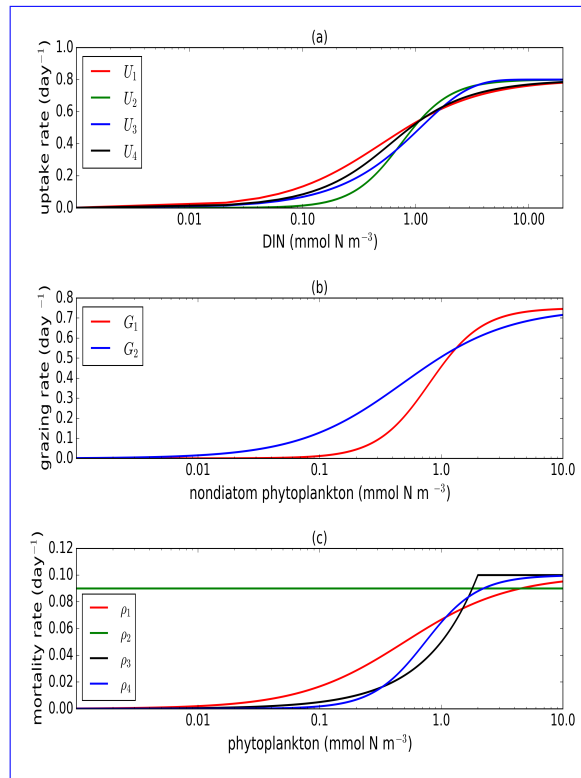 (a)
uptake rate (day⁻¹)
1.0
0.8
0.6
0.4
0.2
0.0
U₁
U₂
U₃
U₄
0.01 0.10 1.00 10.00
DIN (mmol N m⁻³)
(b)
grazing rate (day⁻¹)
0.8
0.7
0.6
0.5
0.4
0.3
0.2
0.1
0.0
G₁
G₂
0.01 0.1 1.0 10.0
nondiatom phytoplankton (mmol N m⁻³)
(c)
mortality rate (day⁻¹)
0.12
0.10
0.08
0.06
0.04
0.02
0.00
ρ₁
ρ₂
ρ₃
ρ₄
0.01 0.1 1.0 10.0
phytoplankton (mmol N m⁻³)